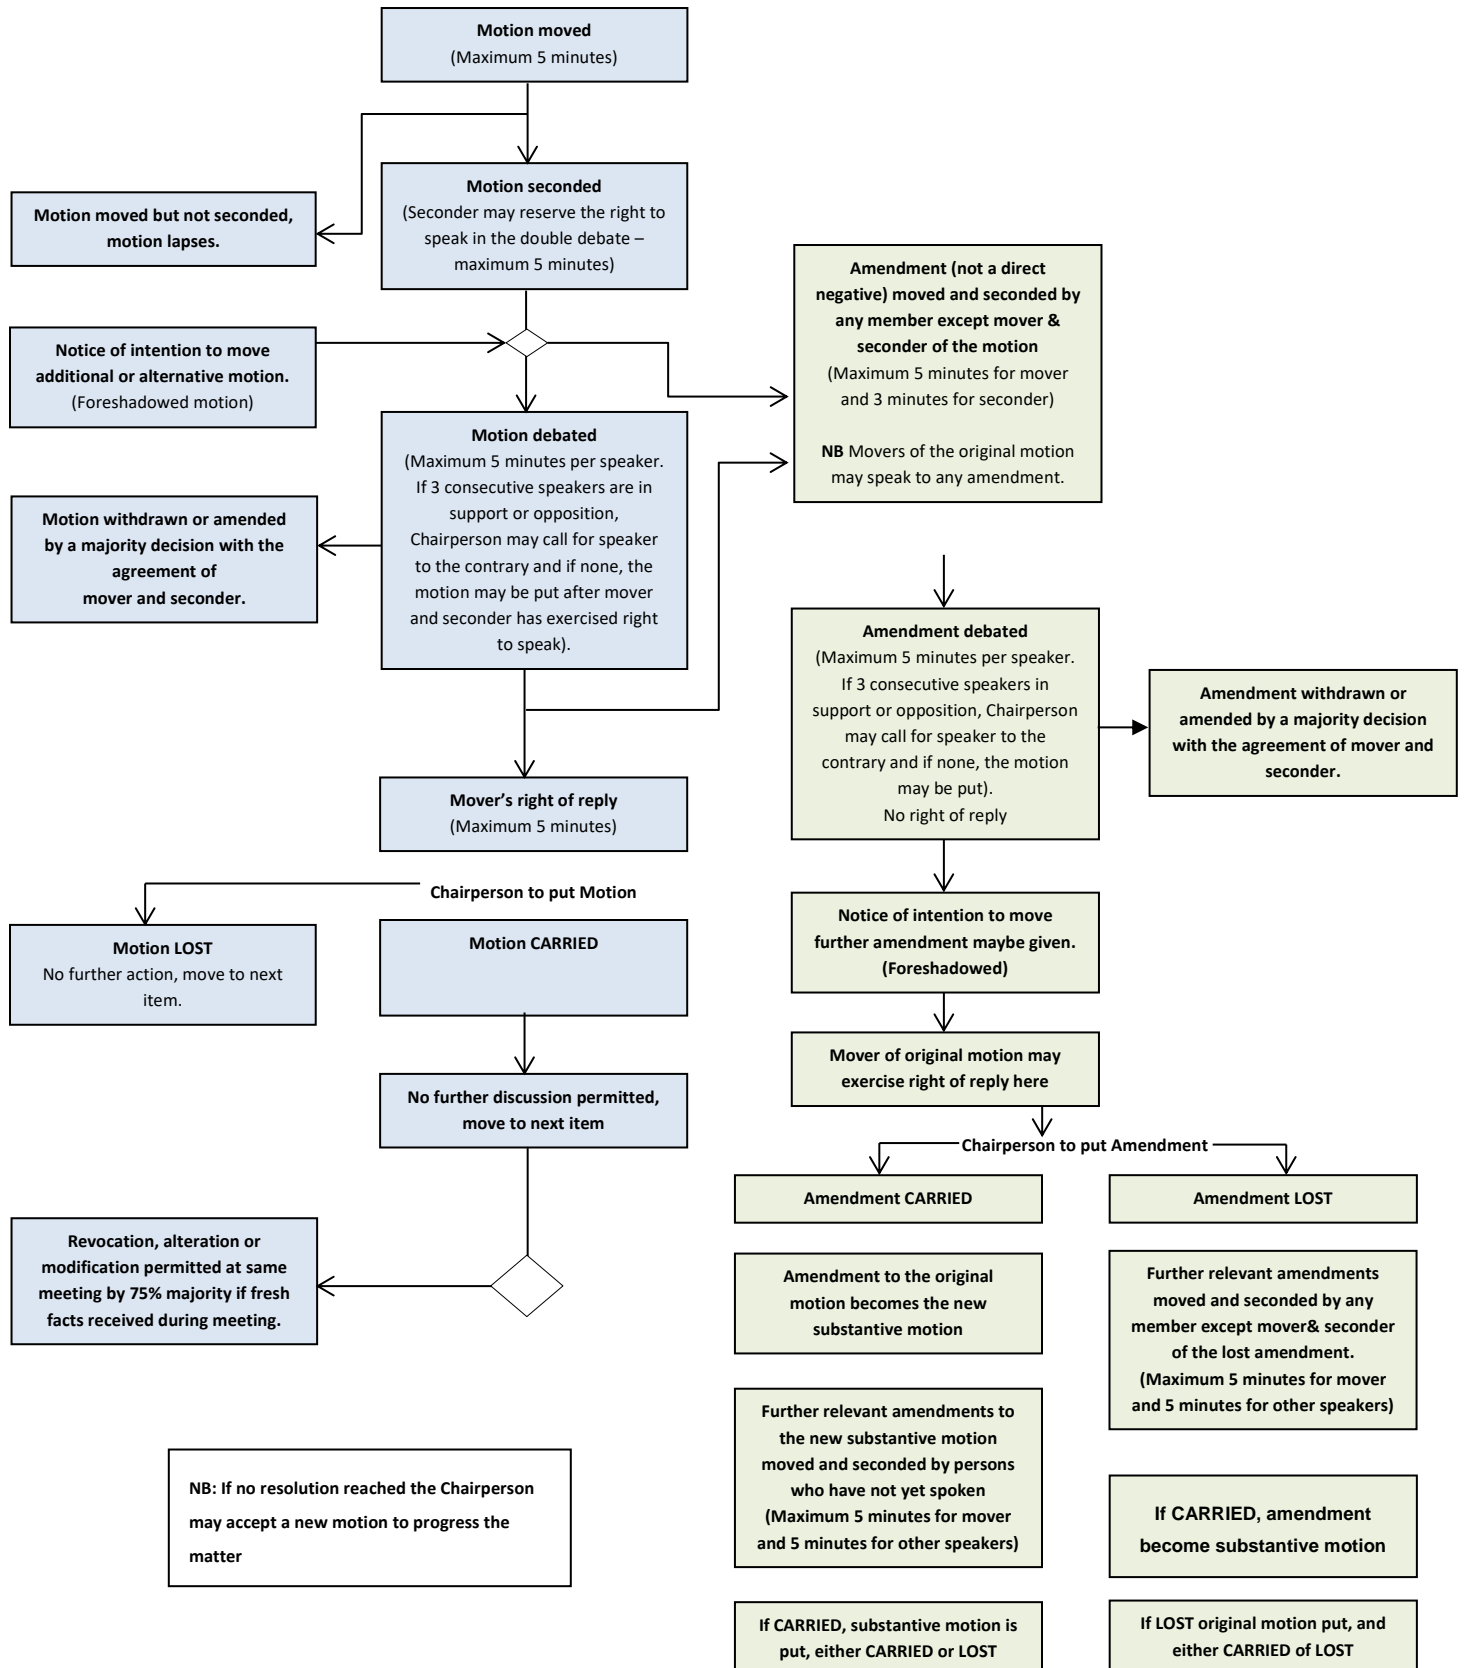 Motion moved
(Maximum 5 minutes)
Motion seconded
(Seconder may reserve the right to
speak in the double debate –
maximum 5 minutes)
Motion moved but not seconded,
motion lapses.
Notice of intention to move
additional or alternative motion.
(Foreshadowed motion)
Motion debated
(Maximum 5 minutes per speaker.
If 3 consecutive speakers are in
support or opposition,
Chairperson may call for speaker
to the contrary and if none, the
motion may be put after mover
and seconder has exercised right
to speak).
Motion withdrawn or amended
by a majority decision with the
agreement of
mover and seconder.
Mover’s right of reply
(Maximum 5 minutes)
Chairperson to put Motion
Motion LOST
No further action, move to next
item.
Motion CARRIED
No further discussion permitted,
move to next item
Revocation, alteration or
modification permitted at same
meeting by 75% majority if fresh
facts received during meeting.
NB: If no resolution reached the Chairperson
may accept a new motion to progress the
matter
Amendment (not a direct
negative) moved and seconded by
any member except mover &
seconder of the motion
(Maximum 5 minutes for mover
and 3 minutes for seconder)
NB Movers of the original motion
may speak to any amendment.
Amendment debated
(Maximum 5 minutes per speaker.
If 3 consecutive speakers in
support or opposition, Chairperson
may call for speaker to the
contrary and if none, the motion
may be put).
No right of reply
Amendment withdrawn or
amended by a majority decision
with the agreement of mover and
seconder.
Notice of intention to move
further amendment maybe given.
(Foreshadowed)
Mover of original motion may
exercise right of reply here
Chairperson to put Amendment
Amendment CARRIED
Amendment to the original
motion becomes the new
substantive motion
Further relevant amendments to
the new substantive motion
moved and seconded by persons
who have not yet spoken
(Maximum 5 minutes for mover
and 5 minutes for other speakers)
If CARRIED, substantive motion is
put, either CARRIED or LOST
Amendment LOST
Further relevant amendments
moved and seconded by any
member except mover& seconder
of the lost amendment.
(Maximum 5 minutes for mover
and 5 minutes for other speakers)
If CARRIED, amendment
become substantive motion
If LOST original motion put, and
either CARRIED of LOST